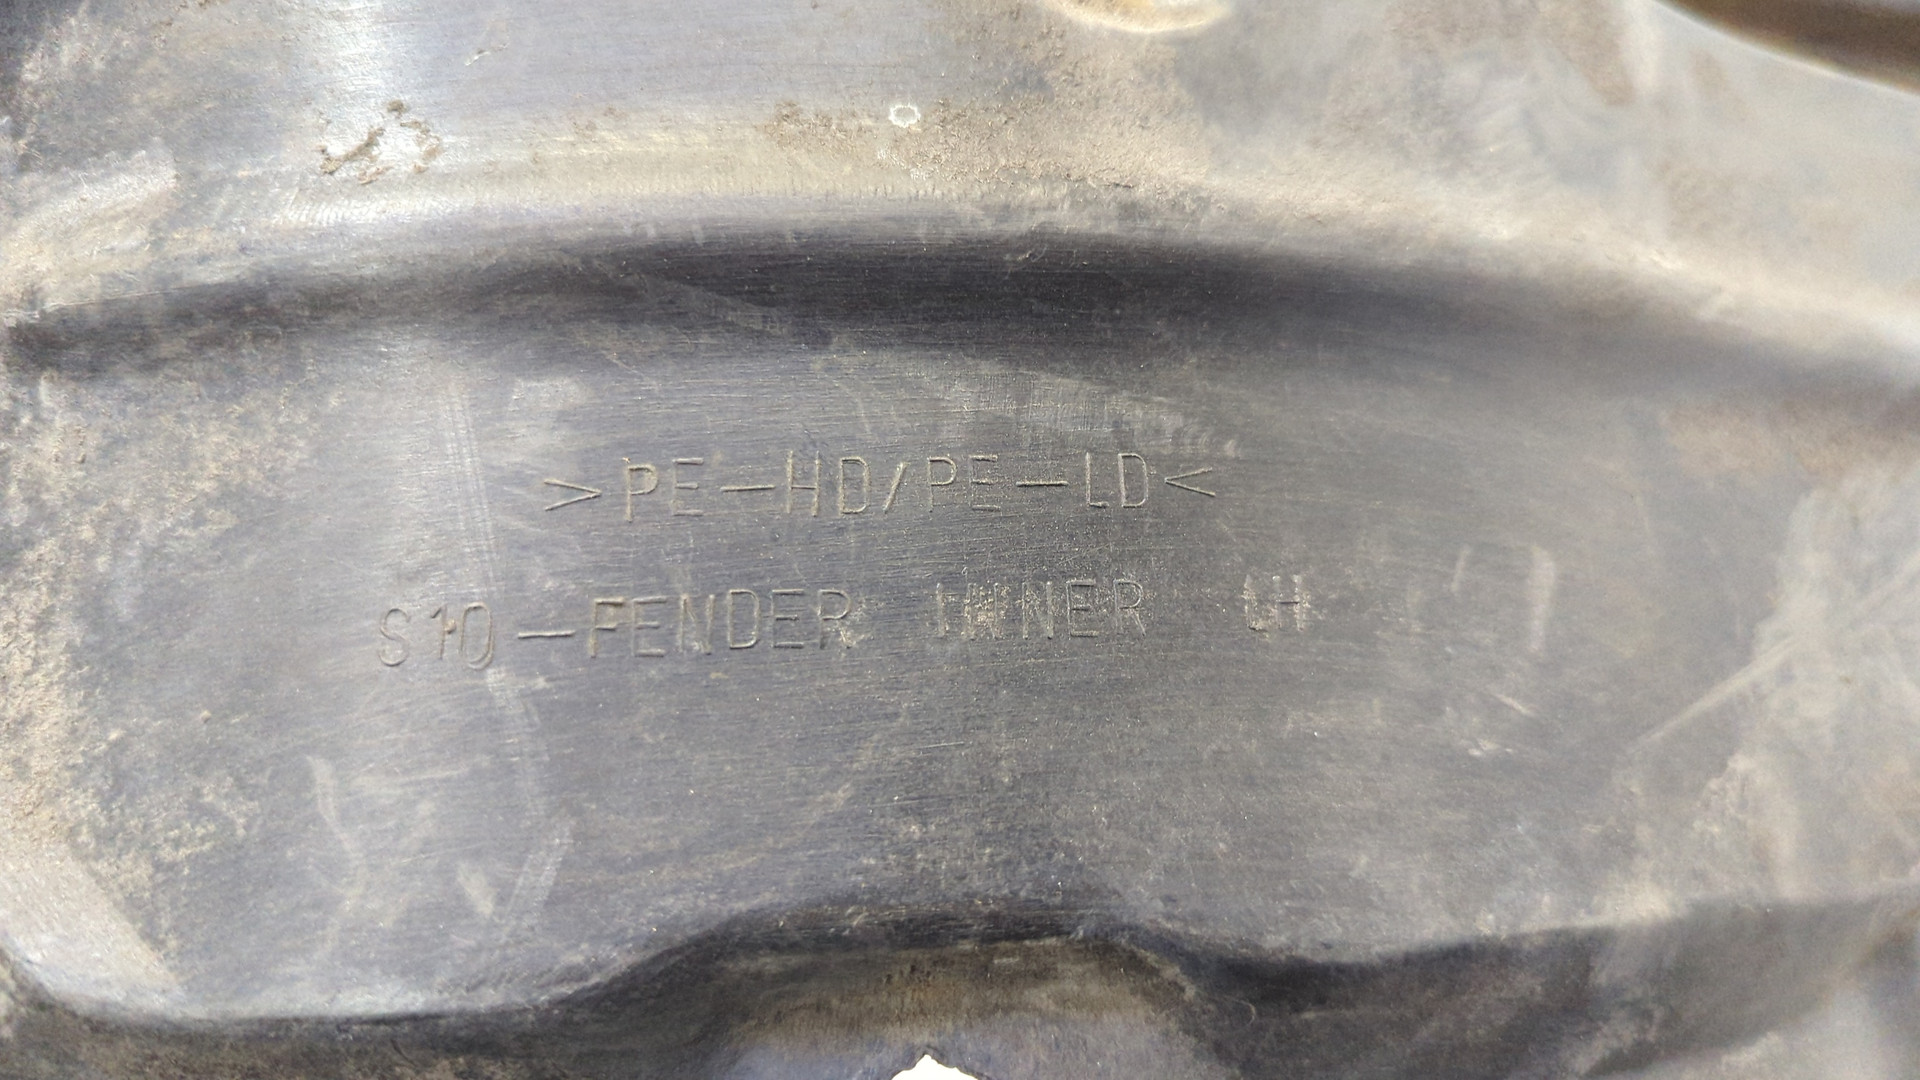 >PE-HD/PE-LD<
S10-FENDER INNER LH